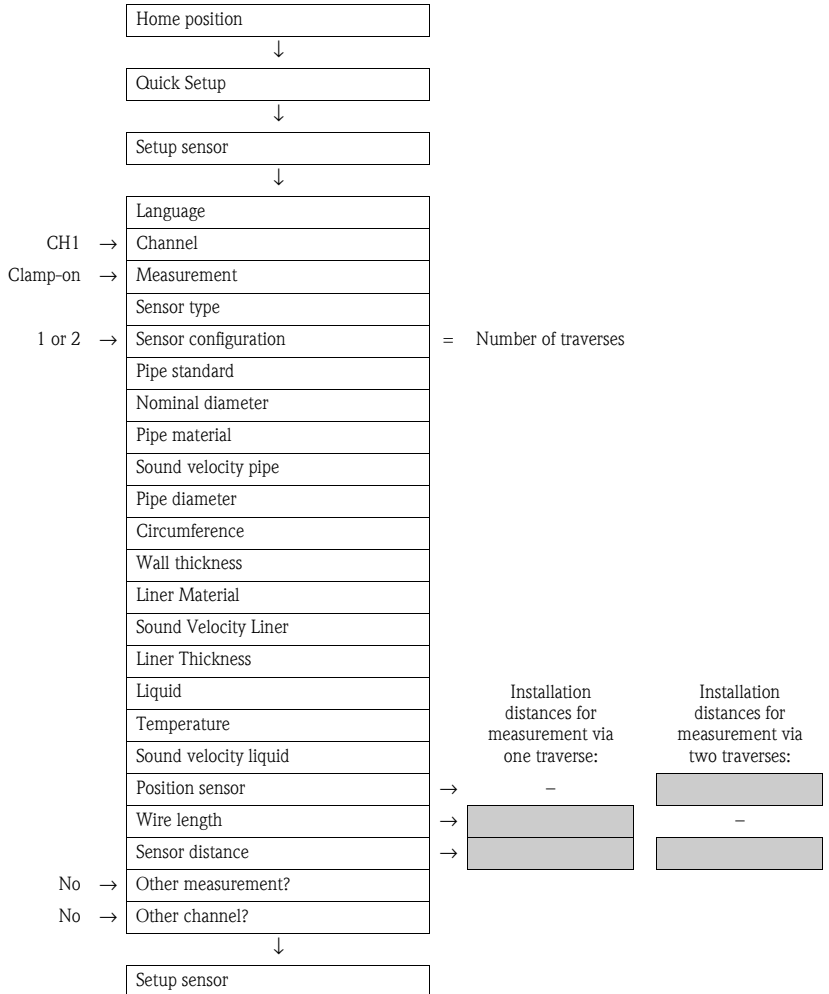 Home position
↓
Quick Setup
↓
Setup sensor
↓
Language
CH1 → Channel
Clamp-on → Measurement
Sensor type
1 or 2 → Sensor configuration = Number of traverses
Pipe standard
Nominal diameter
Pipe material
Sound velocity pipe
Pipe diameter
Circumference
Wall thickness
Liner Material
Sound Velocity Liner
Liner Thickness
Liquid
Temperature
Sound velocity liquid
Installation
distances for
measurement via
one traverse:
Installation
distances for
measurement via
two traverses:
Position sensor → –
Wire length → –
Sensor distance →
No → Other measurement?
No → Other channel?
↓
Setup sensor